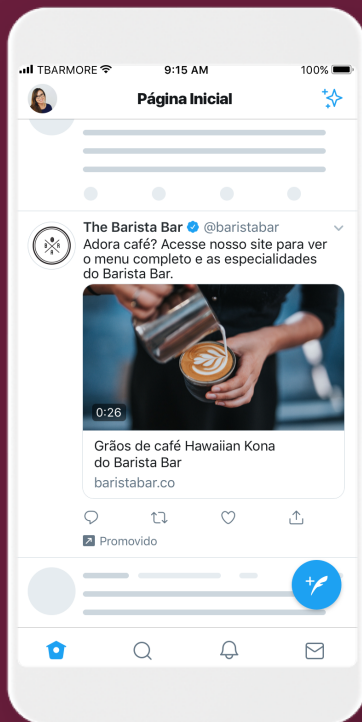 TBARMORE 9:15 AM 100%
Página Inicial
The Barista Bar @baristabar
Adora café? Acesse nosso site para ver
o menu completo e as especialidades
do Barista Bar.
0:26
Grãos de café Hawaiian Kona
do Barista Bar
baristabar.co
Promovido